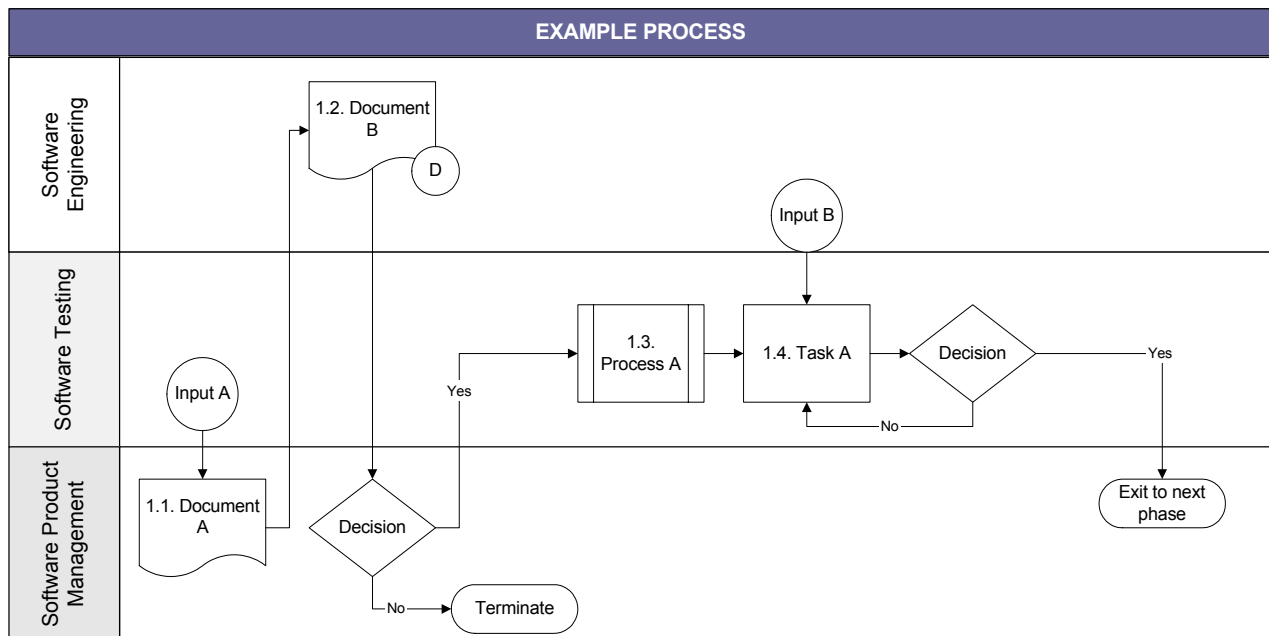 EXAMPLE PROCESS
Software
Engineering
1.2. Document
B
D
Input B
Software Testing
Input A
Yes
1.3.
Process A
1.4. Task A
Decision
Yes
No
Software Product
Management
1.1. Document
A
Decision
No
Terminate
Exit to next
phase